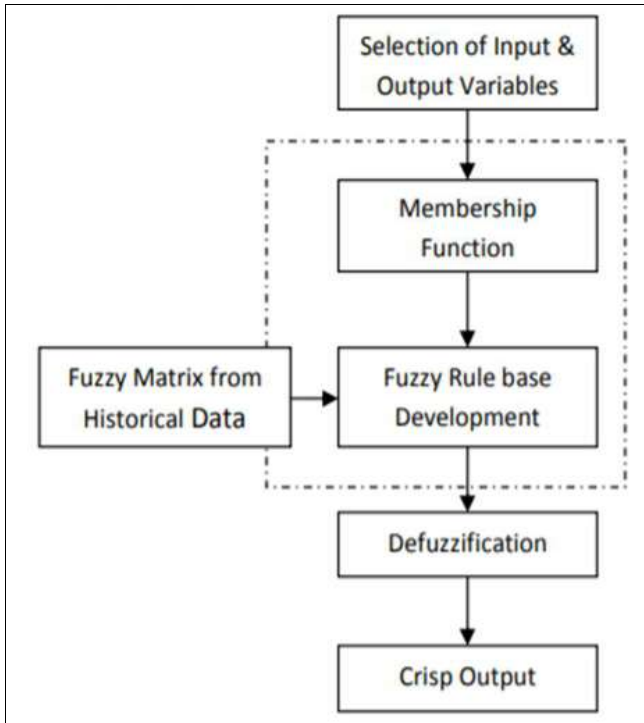 Selection of Input &
Output Variables
Membership
Function
Fuzzy Matrix from
Historical Data
Fuzzy Rule base
Development
Defuzzification
Crisp Output